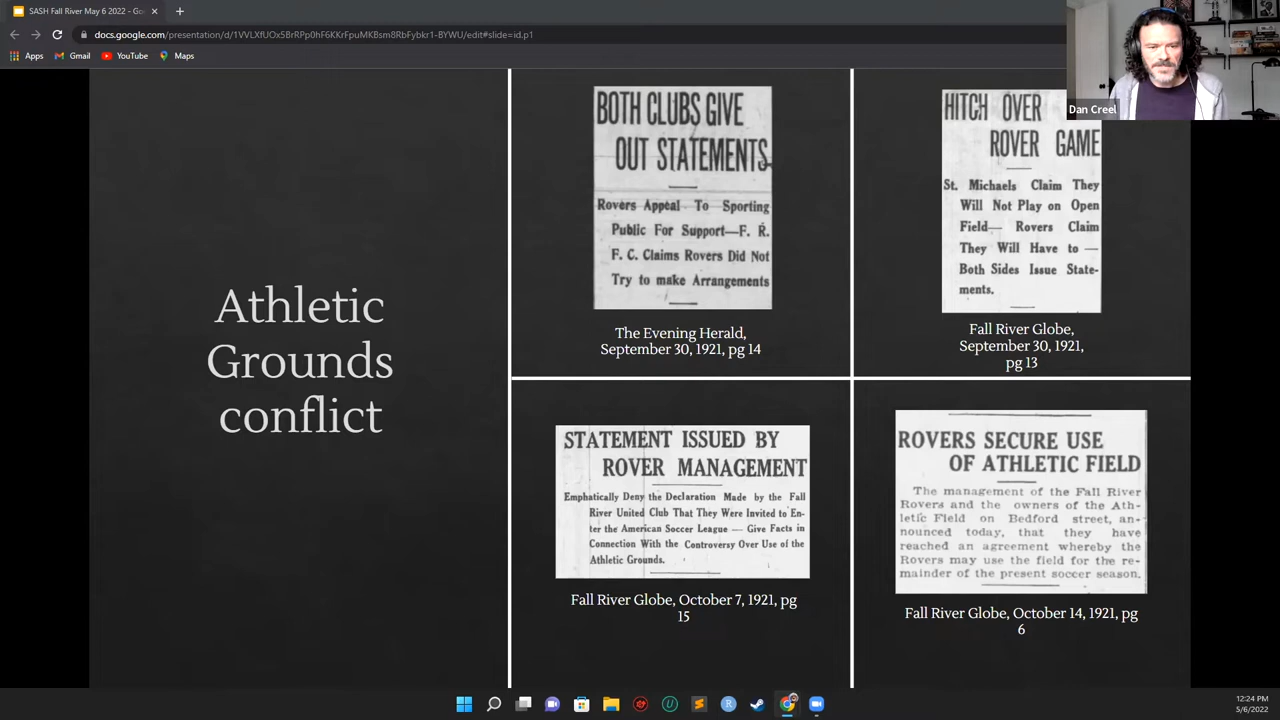 SASH Fall River May 6 2022 - Go
docs.google.com/presentation/d/1VVLXfUOx5BrRPp0hF6KKrFpuMKBsm8RbFybkr1-BYWU/edit#slide=id.p1
Apps Gmail YouTube Maps
Dan Creel
Athletic
Grounds
conflict
BOTH CLUBS GIVE
OUT STATEMENTS
Rovers Appeal To Sporting
Public For Support—F. R.
F. C. Claims Rovers Did Not
Try to make Arrangements
The Evening Herald,
September 30, 1921, pg 14
HITCH OVER
ROVER GAME
St. Michaels Claim They
Will Not Play on Open
Field— Rovers Claim
They Will Have to —
Both Sides Issue State-
ments.
Fall River Globe,
September 30, 1921,
pg 13
STATEMENT ISSUED BY
ROVER MANAGEMENT
Emphatically Deny the Declaration Made by the Fall
River United Club That They Were Invited to En-
ter the American Soccer League — Give Facts in
Connection With the Controversy Over Use of the
Athletic Grounds.
Fall River Globe, October 7, 1921, pg
15
ROVERS SECURE USE
OF ATHLETIC FIELD
The management of the Fall River
Rovers and the owners of the Ath-
letic Field on Bedford street, an-
nounced today, that they have
reached an agreement whereby the
Rovers may use the field for the re-
mainder of the present soccer season.
Fall River Globe, October 14, 1921, pg
6
12:24 PM
5/6/2022